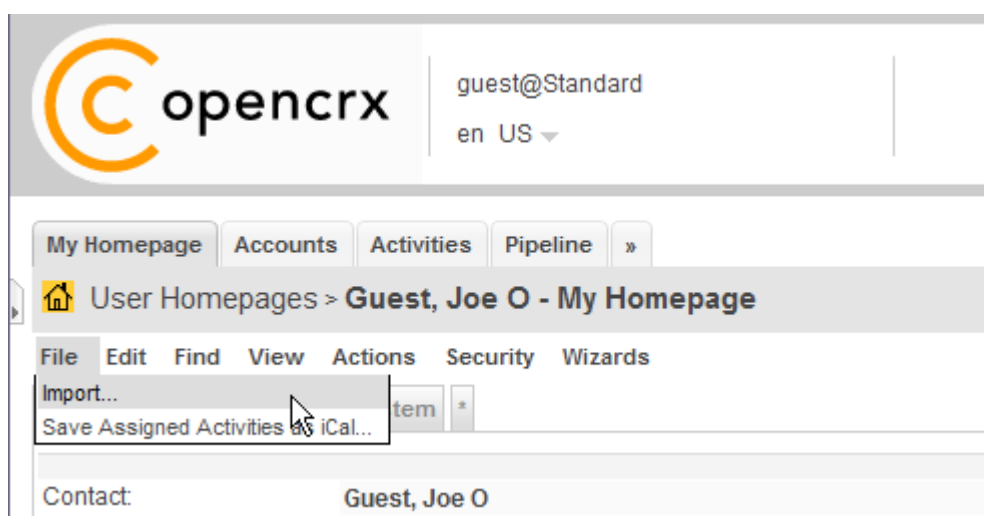 opencrx
guest@Standard
en US
My Homepage Accounts Activities Pipeline »
User Homepages > Guest, Joe O - My Homepage
File Edit Find View Actions Security Wizards
Import...
tem *
Save Assigned Activities as iCal...
Contact: Guest, Joe O